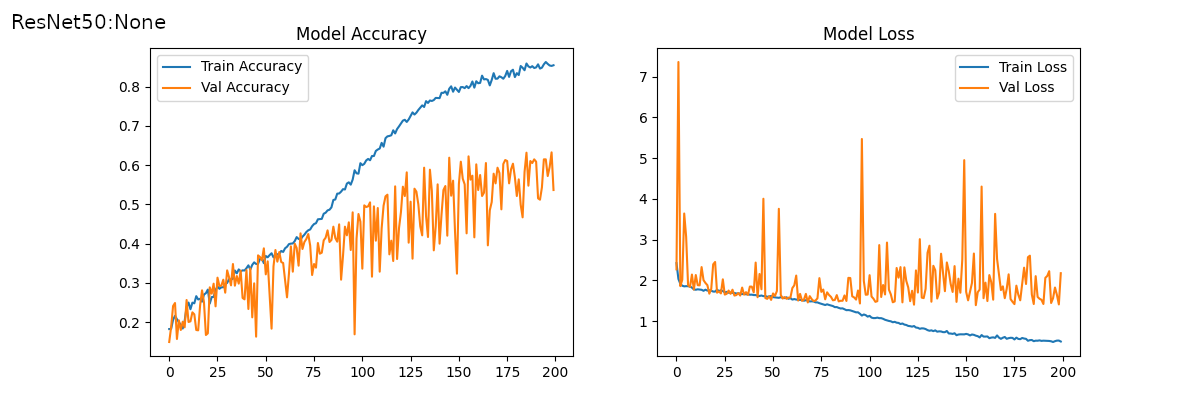 ResNet50:None
Model Accuracy
Train Accuracy
Val Accuracy
0.8
0.7
0.6
0.5
0.4
0.3
0.2
0 25 50 75 100 125 150 175 200
Model Loss
Train Loss
Val Loss
7
6
5
4
3
2
1
0 25 50 75 100 125 150 175 200